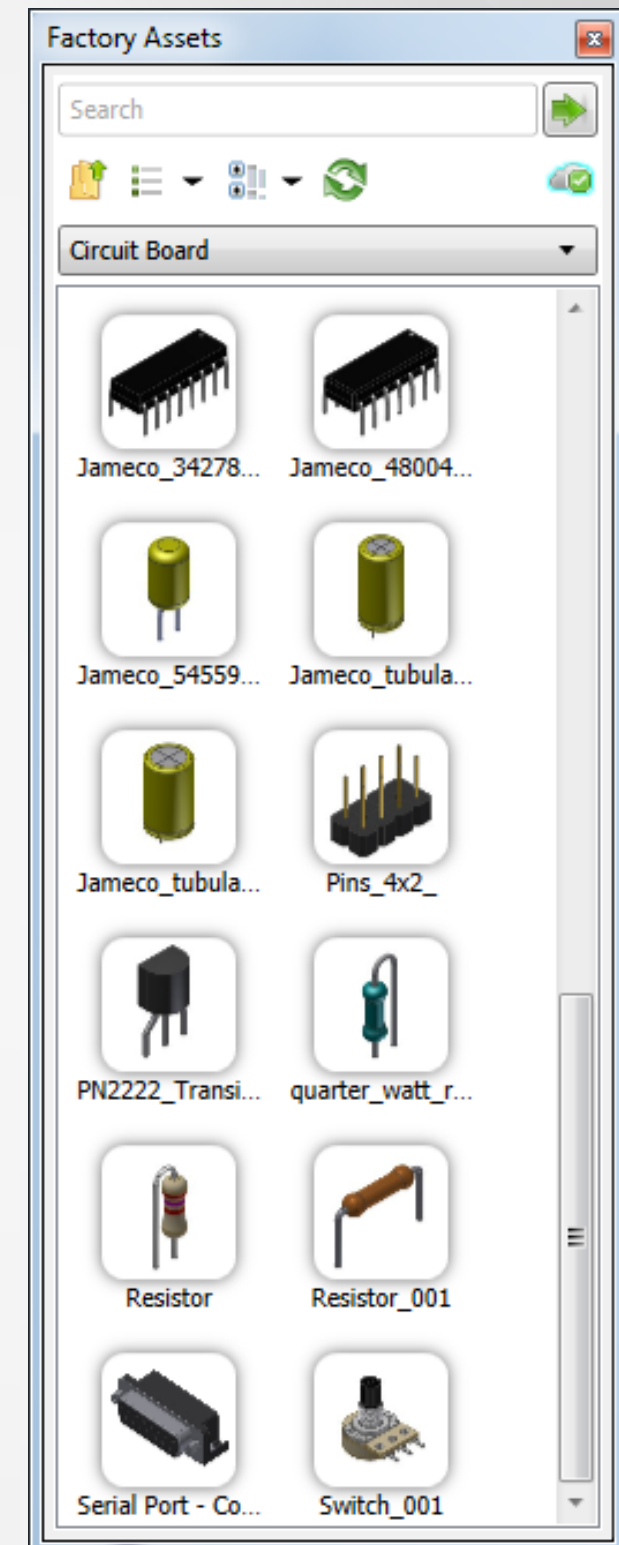 Factory Assets
Search
Circuit Board
Jameco_34278... Jameco_48004...
Jameco_54559... Jameco_tubula...
Jameco_tubula... Pins_4x2_
PN2222_Transi... quarter_watt_r...
Resistor Resistor_001
Serial Port - Co... Switch_001